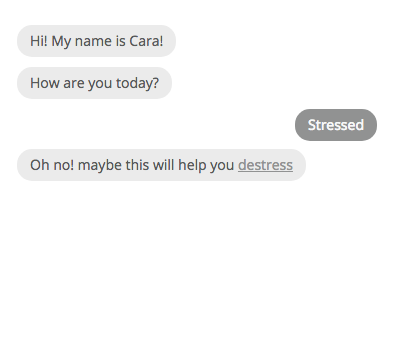 Hi! My name is Cara!
How are you today?
Stressed
Oh no! maybe this will help you destress